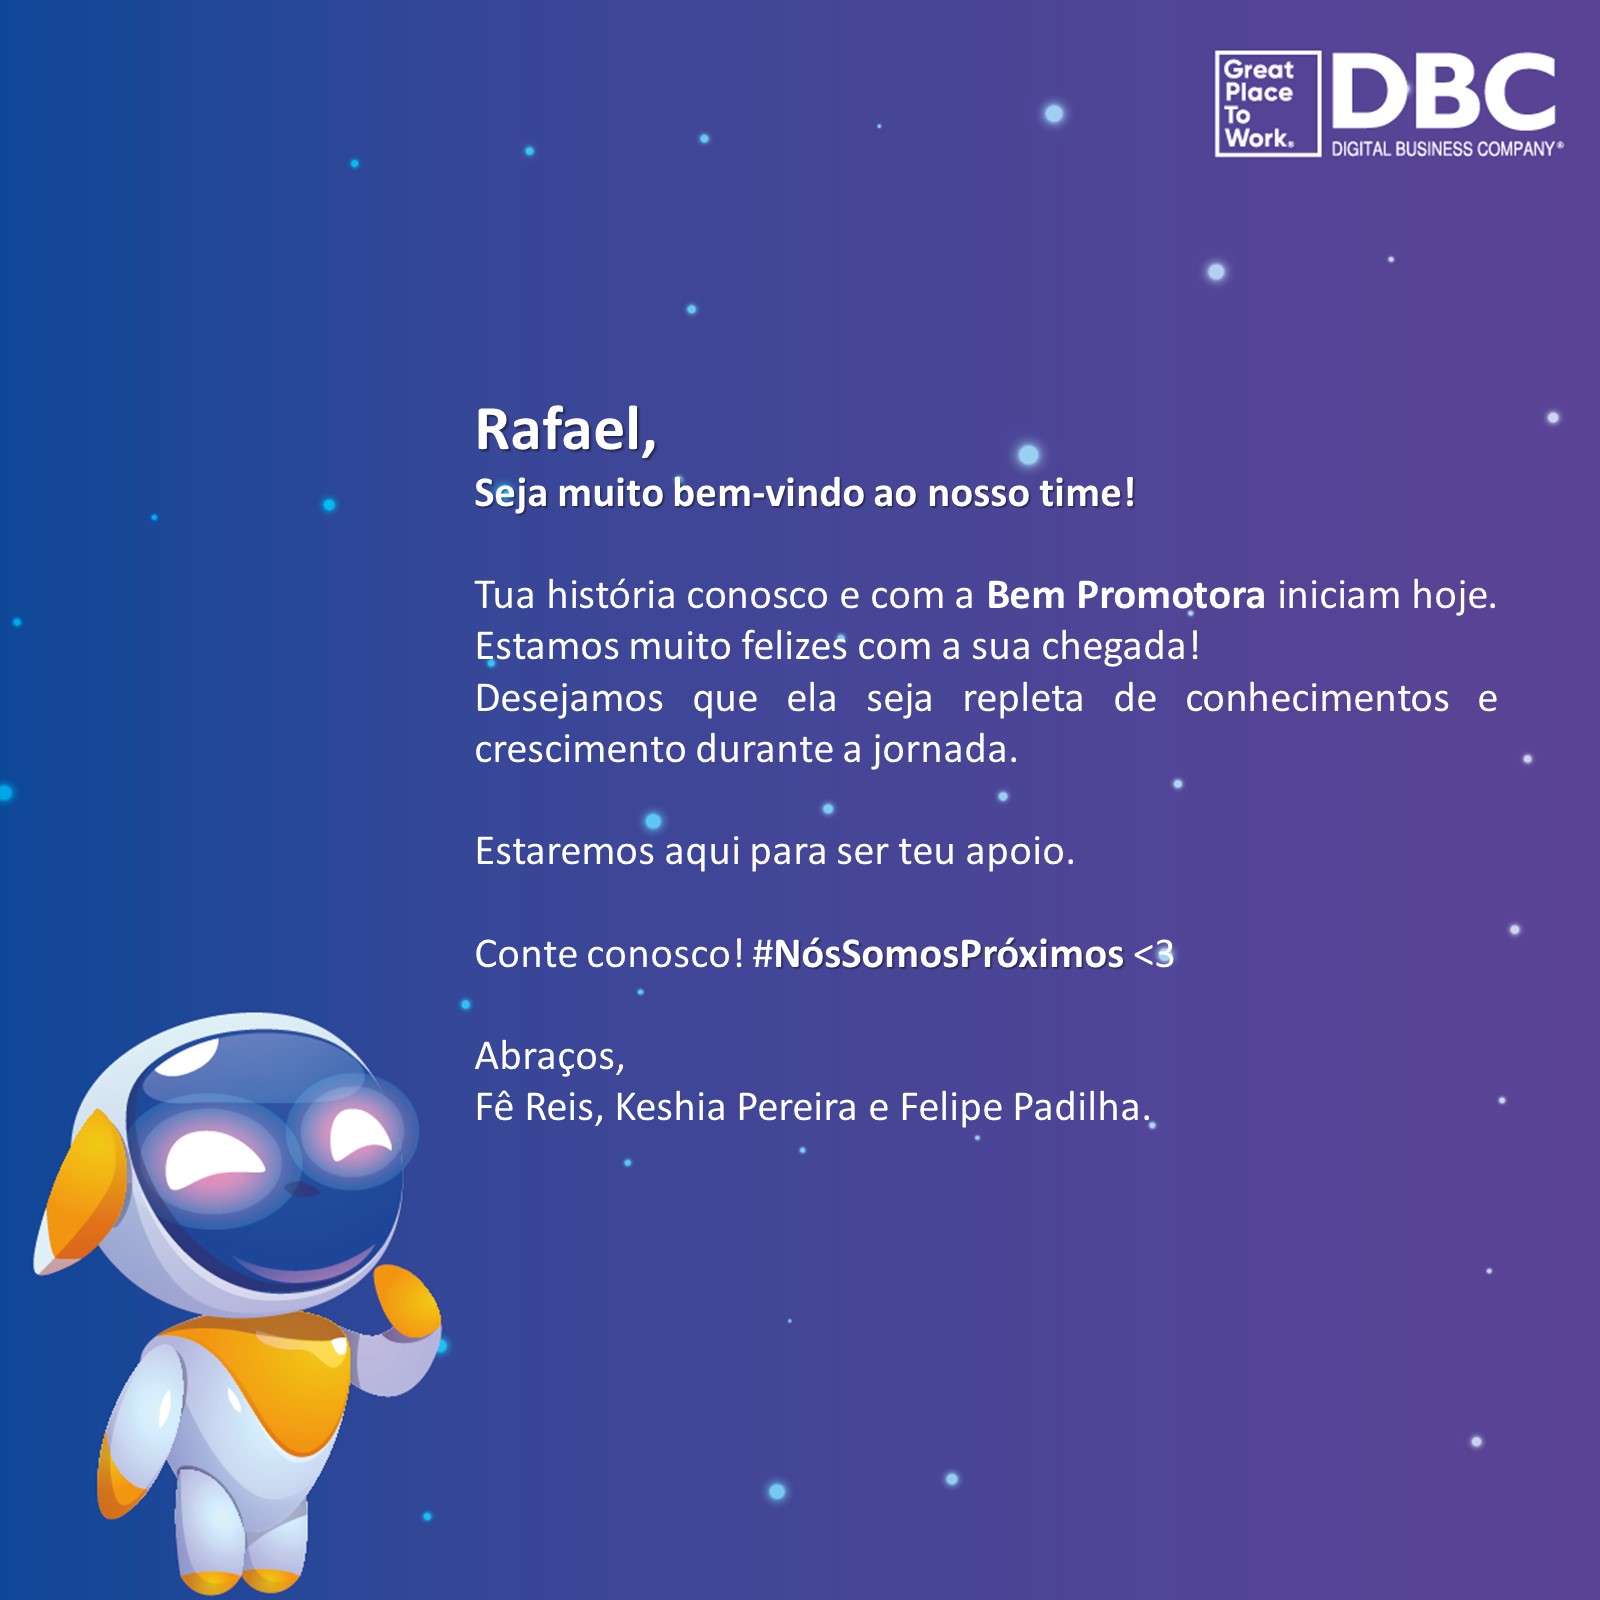 Great
Place
To
Work.
DBC
DIGITAL BUSINESS COMPANY®
Rafael,
Seja muito bem-vindo ao nosso time!
Tua história conosco e com a Bem Promotora iniciam hoje.
Estamos muito felizes com a sua chegada!
Desejamos que ela seja repleta de conhecimentos e
crescimento durante a jornada.
Estaremos aqui para ser teu apoio.
Conte conosco! #NósSomosPróximos <3
Abraços,
Fê Reis, Keshia Pereira e Felipe Padilha.